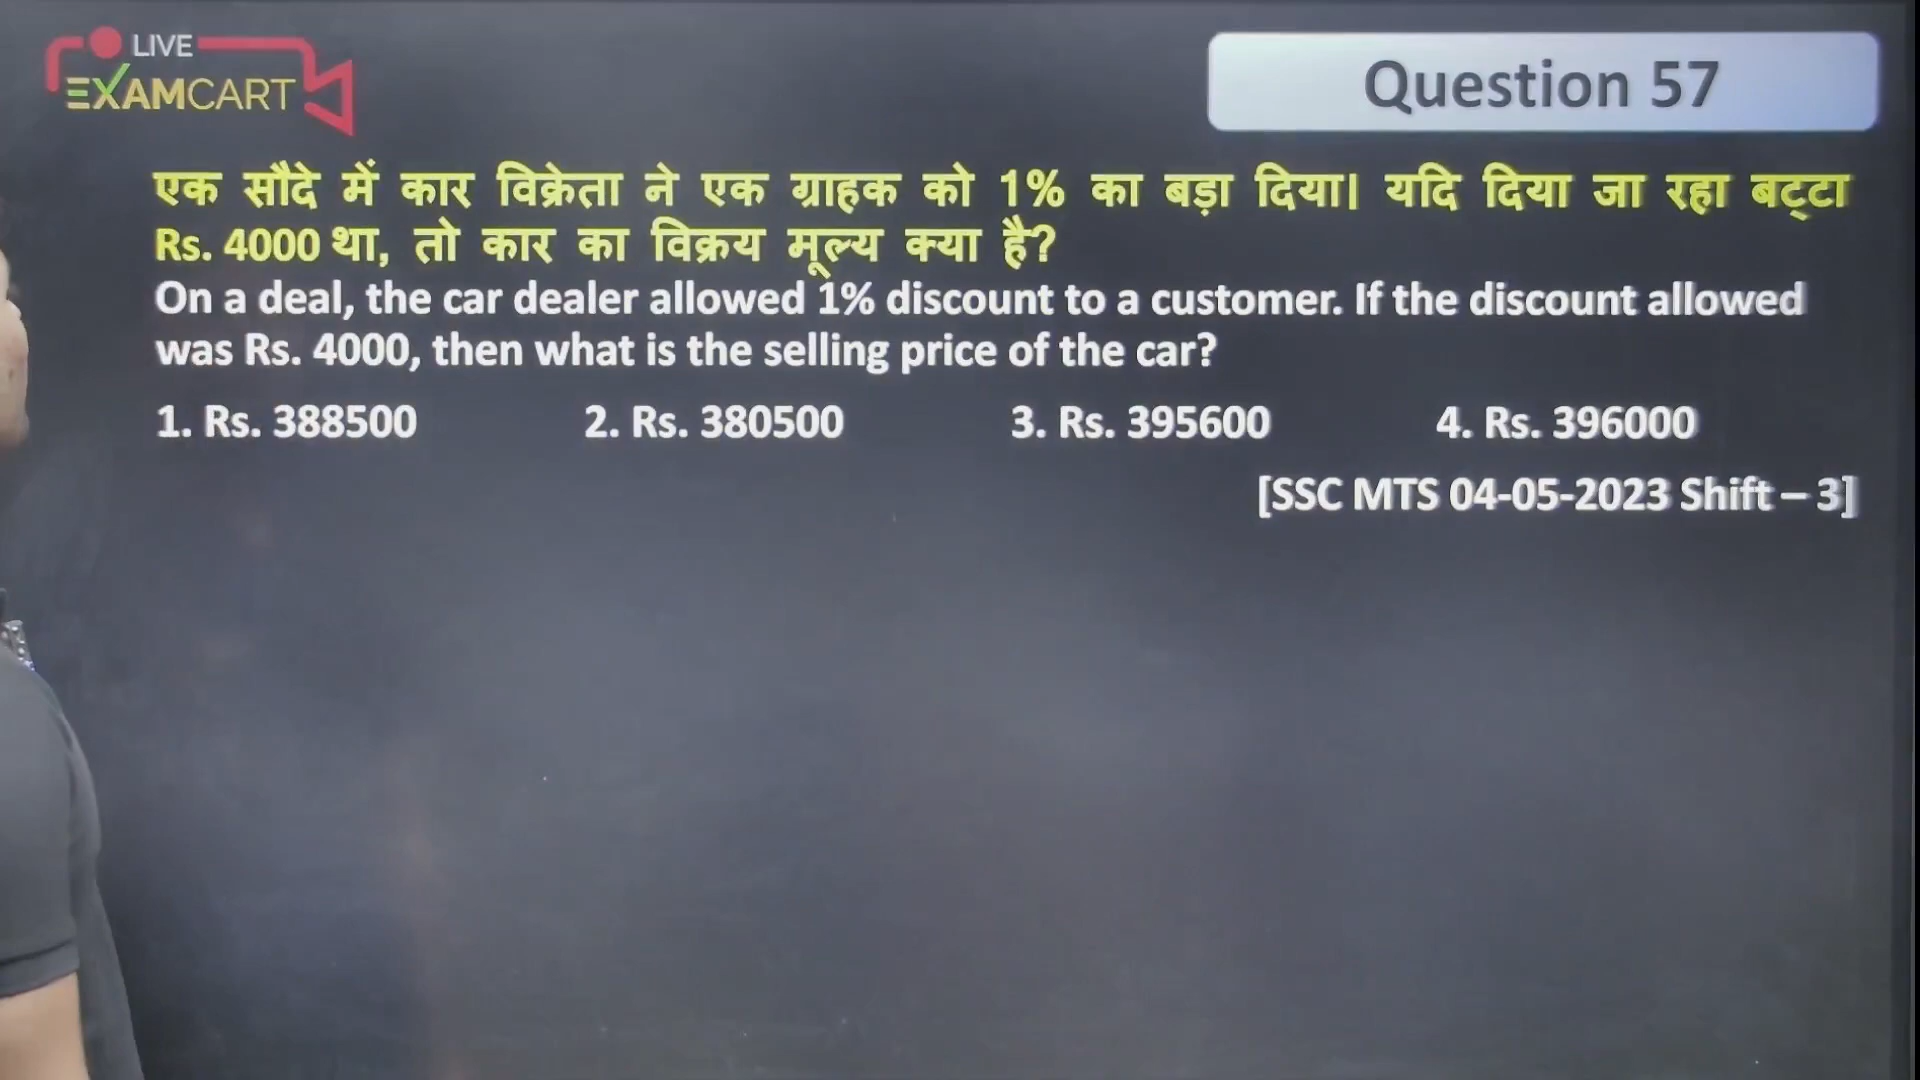 LIVE
EXAMCART
Question 57
एक सौदे में कार विक्रेता ने एक ग्राहक को 1% का बड़ा दिया। यदि दिया जा रहा बट्‌टा
Rs. 4000 था, तो कार का विक्रय मूल्य क्या है?
On a deal, the car dealer allowed 1% discount to a customer. If the discount allowed
was Rs. 4000, then what is the selling price of the car?
1. Rs. 388500 2. Rs. 380500 3. Rs. 395600 4. Rs. 396000
[SSC MTS 04-05-2023 Shift – 3]